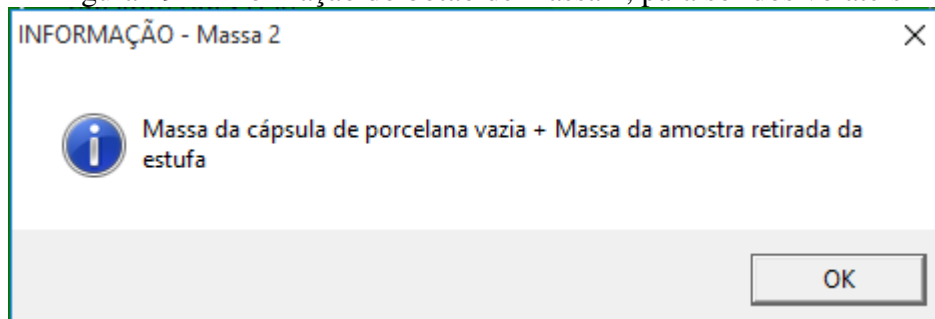 INFORMAÇÃO - Massa 2
Massa da cápsula de porcelana vazia + Massa da amostra retirada da
estufa
OK